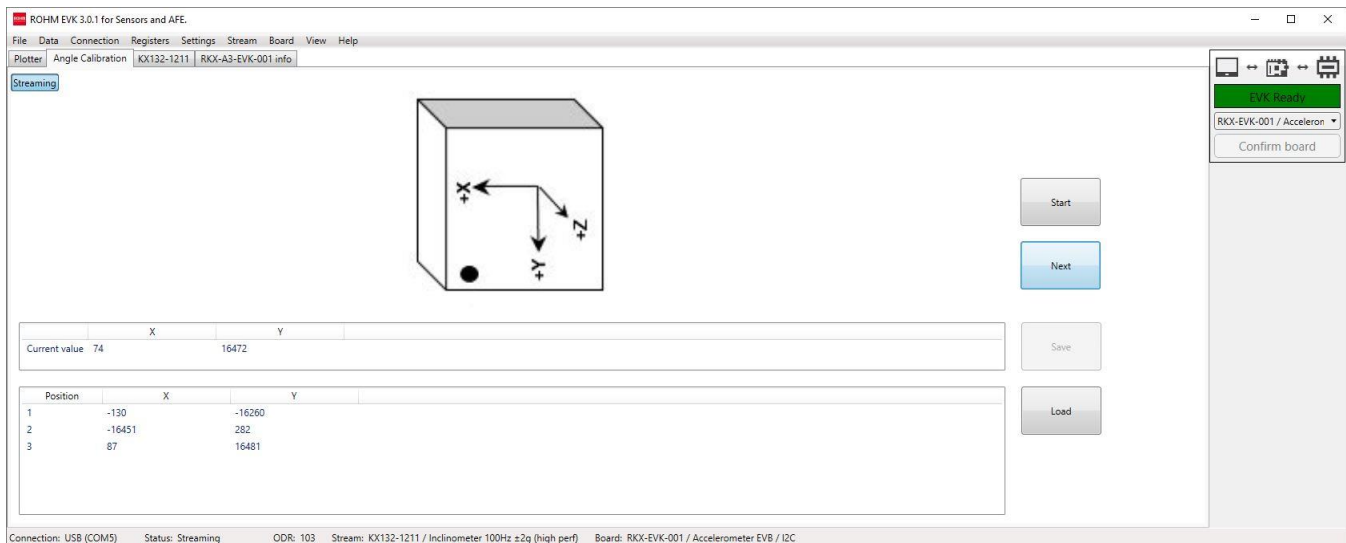 ROHM EVK 3.0.1 for Sensors and AFE.
File Data Connection Registers Settings Stream Board View Help
Plotter Angle Calibration KX132-1211 RKX-A3-EVK-001 info
Streaming
EVK Ready
RKX-EVK-001 / Acceleron
Confirm board
+X
+Z
+Y
Start
Next
X Y
Current value 74 16472
Save
Position X Y
1 -130 -16260
2 -16451 282
3 87 16481
Load
Connection: USB (COM5) Status: Streaming ODR: 103 Stream: KX132-1211 / Inclinometer 100Hz ±2g (high perf) Board: RKX-EVK-001 / Accelerometer EVB / I2C